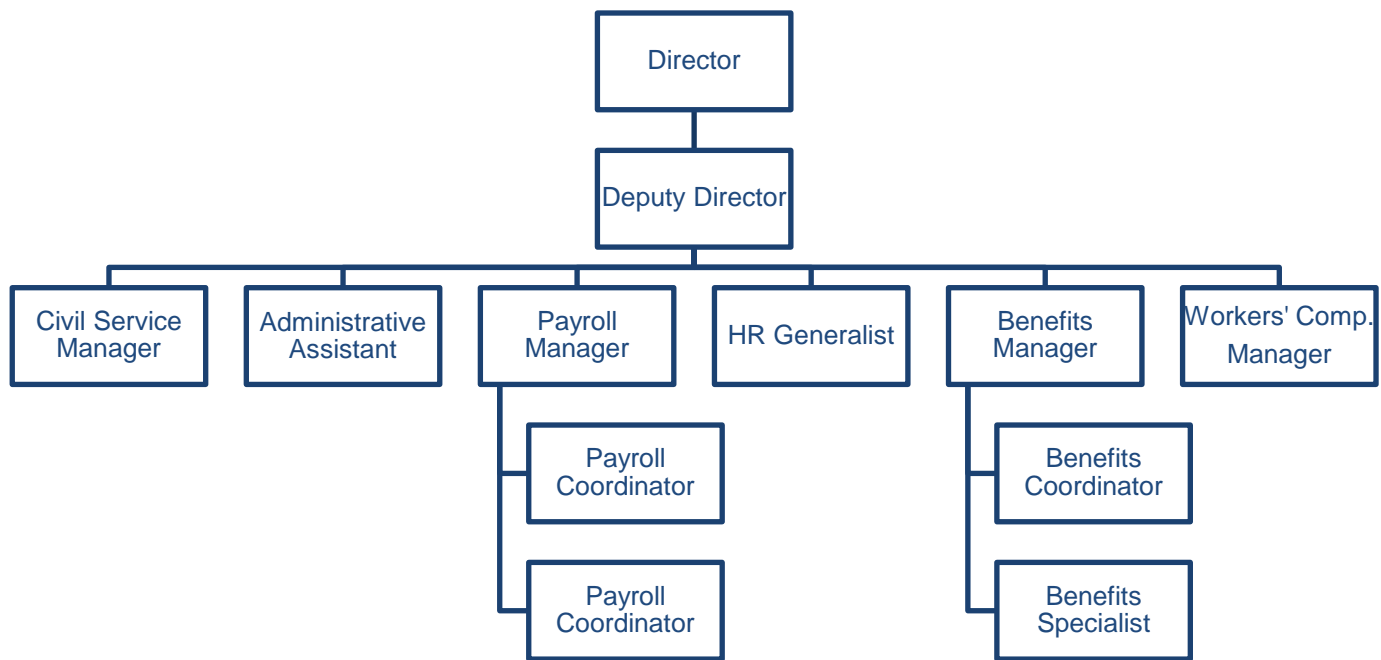 Director
Deputy Director
Civil Service
Manager
Administrative
Assistant
Payroll
Manager
HR Generalist
Benefits
Manager
Workers' Comp.
Manager
Payroll
Coordinator
Benefits
Coordinator
Payroll
Coordinator
Benefits
Specialist